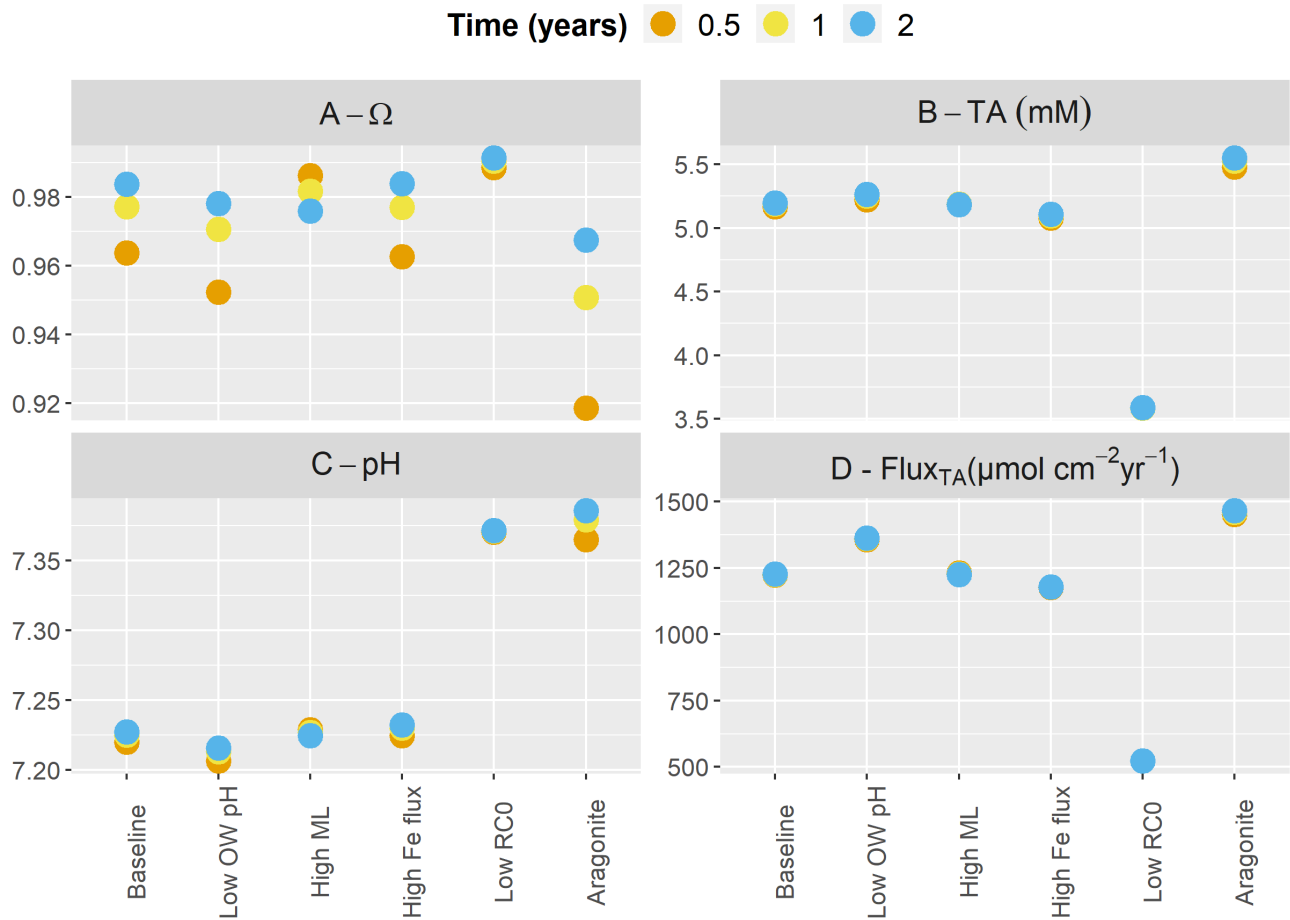 Time (years) 0.5 1 2
A – Ω
0.98
0.96
0.94
0.92
B – TA (mM)
5.5
5.0
4.5
4.0
3.5
C – pH
7.35
7.30
7.25
7.20
D - Flux_TA(μmol cm⁻²yr⁻¹)
1500
1250
1000
750
500
Baseline
Low OW pH
High ML
High Fe flux
Low RC0
Aragonite
Baseline
Low OW pH
High ML
High Fe flux
Low RC0
Aragonite